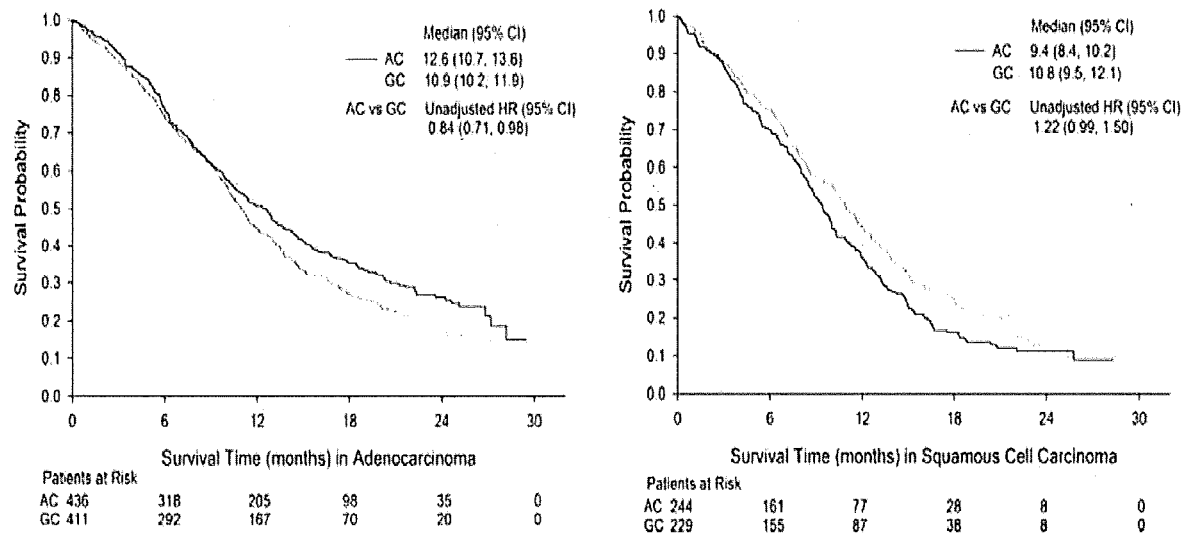 Median (95% CI)
AC 12.6 (10.7, 13.6)
GC 10.9 (10.2, 11.9)
AC vs GC Unadjusted HR (95% CI)
0.84 (0.71, 0.98)
Survival Probability
1.0
0.9
0.8
0.7
0.6
0.5
0.4
0.3
0.2
0.1
0.0
0 6 12 18 24 30
Survival Time (months) in Adenocarcinoma
Patients at Risk
AC 436 318 205 98 35 0
GC 411 292 167 70 20 0
Median (95% CI)
AC 9.4 (8.4, 10.2)
GC 10.8 (9.5, 12.1)
AC vs GC Unadjusted HR (95% CI)
1.22 (0.99, 1.50)
Survival Probability
1.0
0.9
0.8
0.7
0.6
0.5
0.4
0.3
0.2
0.1
0.0
0 6 12 18 24 30
Survival Time (months) in Squamous Cell Carcinoma
Patients at Risk
AC 244 161 77 28 8 0
GC 229 155 87 38 8 0